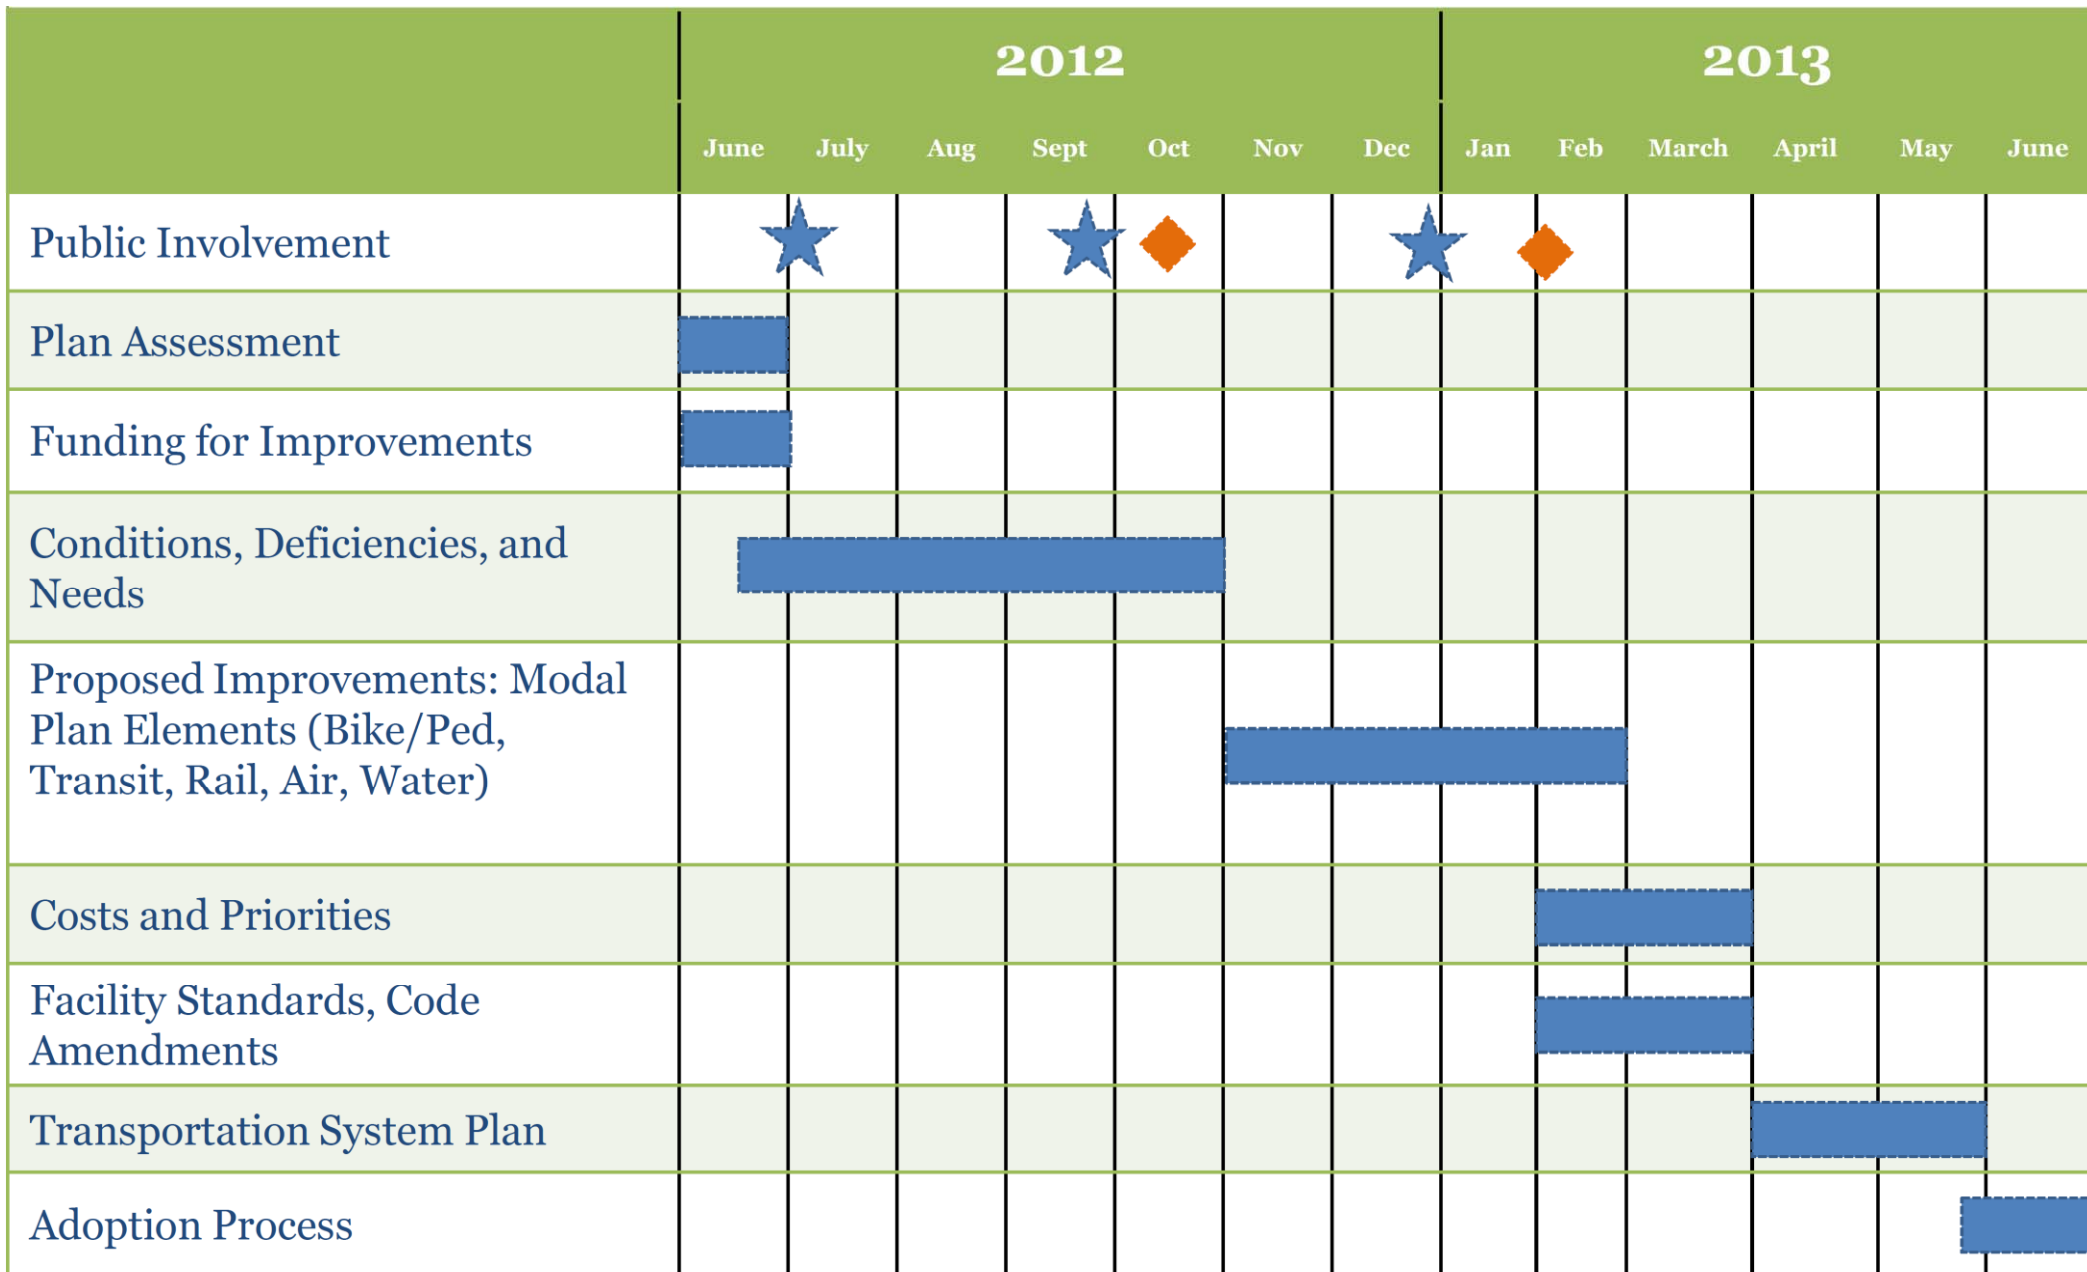 2012 2013
June July Aug Sept Oct Nov Dec Jan Feb March April May June
Public Involvement
Plan Assessment
Funding for Improvements
Conditions, Deficiencies, and
Needs
Proposed Improvements: Modal
Plan Elements (Bike/Ped,
Transit, Rail, Air, Water)
Costs and Priorities
Facility Standards, Code
Amendments
Transportation System Plan
Adoption Process